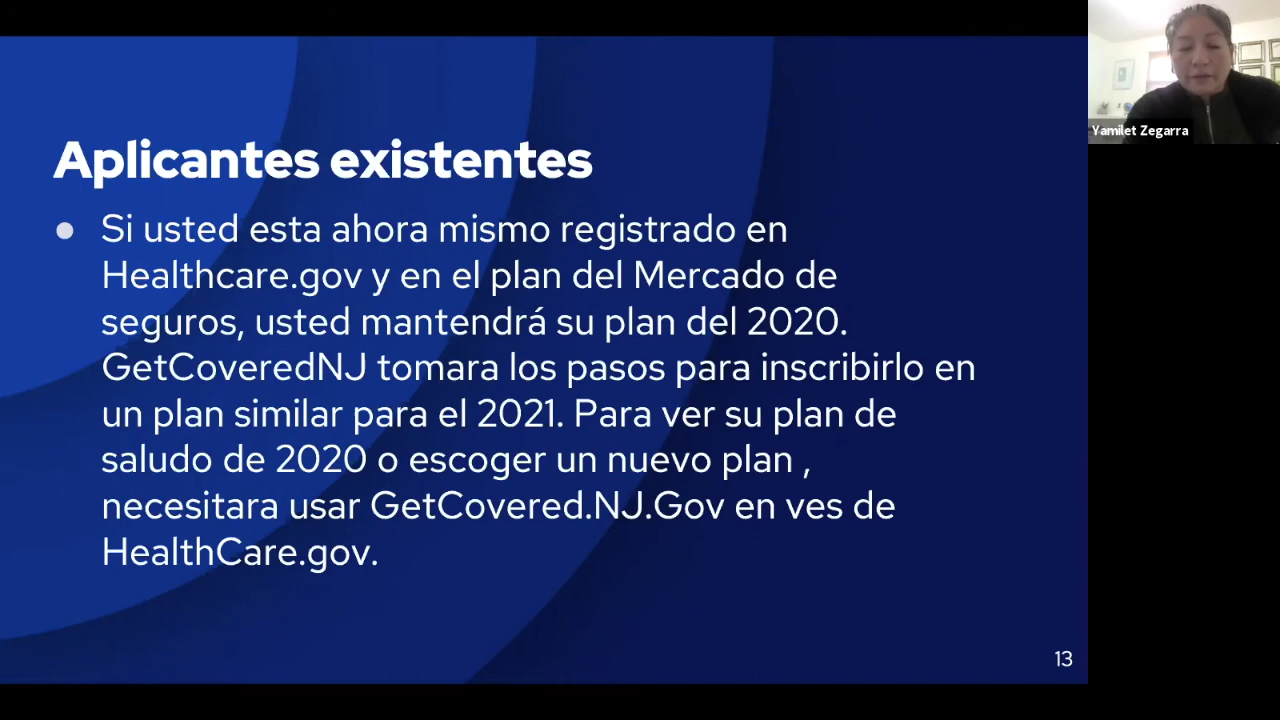 Aplicantes existentes
● Si usted esta ahora mismo registrado en
Healthcare.gov y en el plan del Mercado de
seguros, usted mantendrá su plan del 2020.
GetCoveredNJ tomara los pasos para inscribirlo en
un plan similar para el 2021. Para ver su plan de
saludo de 2020 o escoger un nuevo plan ,
necesitara usar GetCovered.NJ.Gov en ves de
HealthCare.gov.
13
Yamilet Zegarra